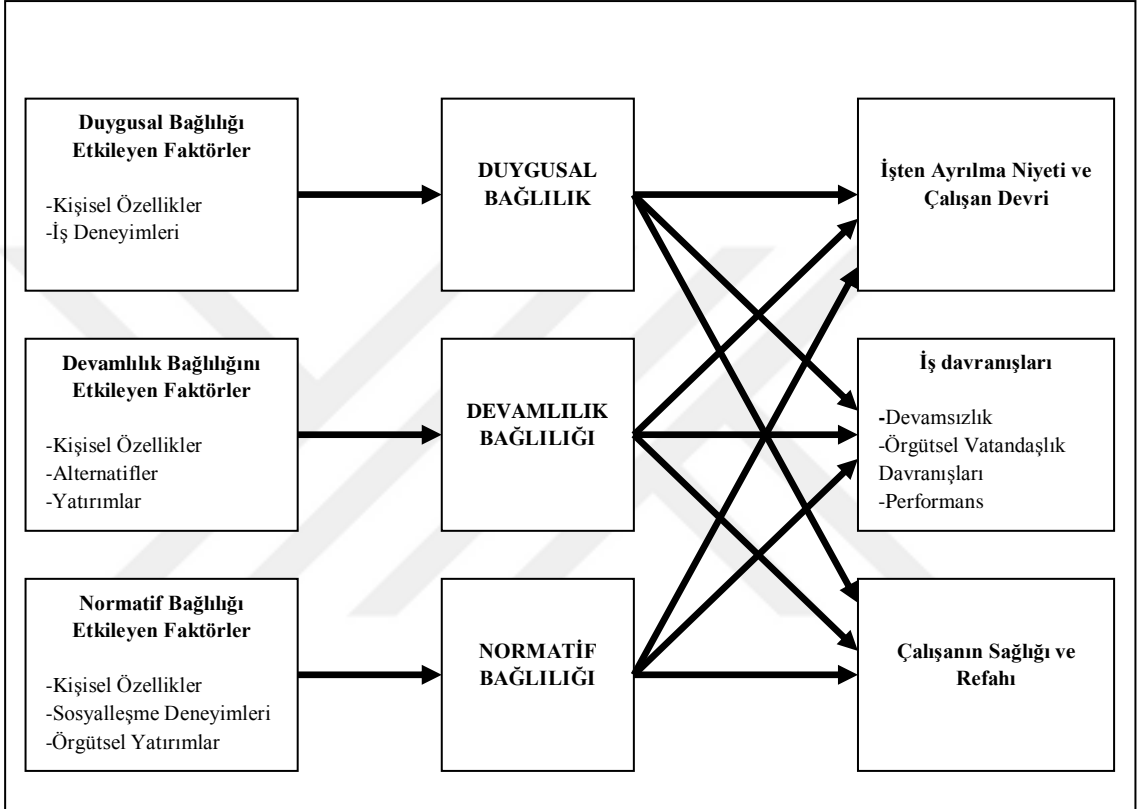 Duygusal Bağlılığı
Etkileyen Faktörler
-Kişisel Özellikler
-İş Deneyimleri
DUYGUSAL
BAĞLILIK
İşten Ayrılma Niyeti ve
Çalışan Devri
Devamlılık Bağlılığını
Etkileyen Faktörler
-Kişisel Özellikler
-Alternatifler
-Yatırımlar
DEVAMLILIK
BAĞLILIĞI
İş davranışları
-Devamsızlık
-Örgütsel Vatandaşlık
Davranışları
-Performans
Normatif Bağlılığı
Etkileyen Faktörler
-Kişisel Özellikler
-Sosyalleşme Deneyimleri
-Örgütsel Yatırımlar
NORMATİF
BAĞLILIĞI
Çalışanın Sağlığı ve
Refahı